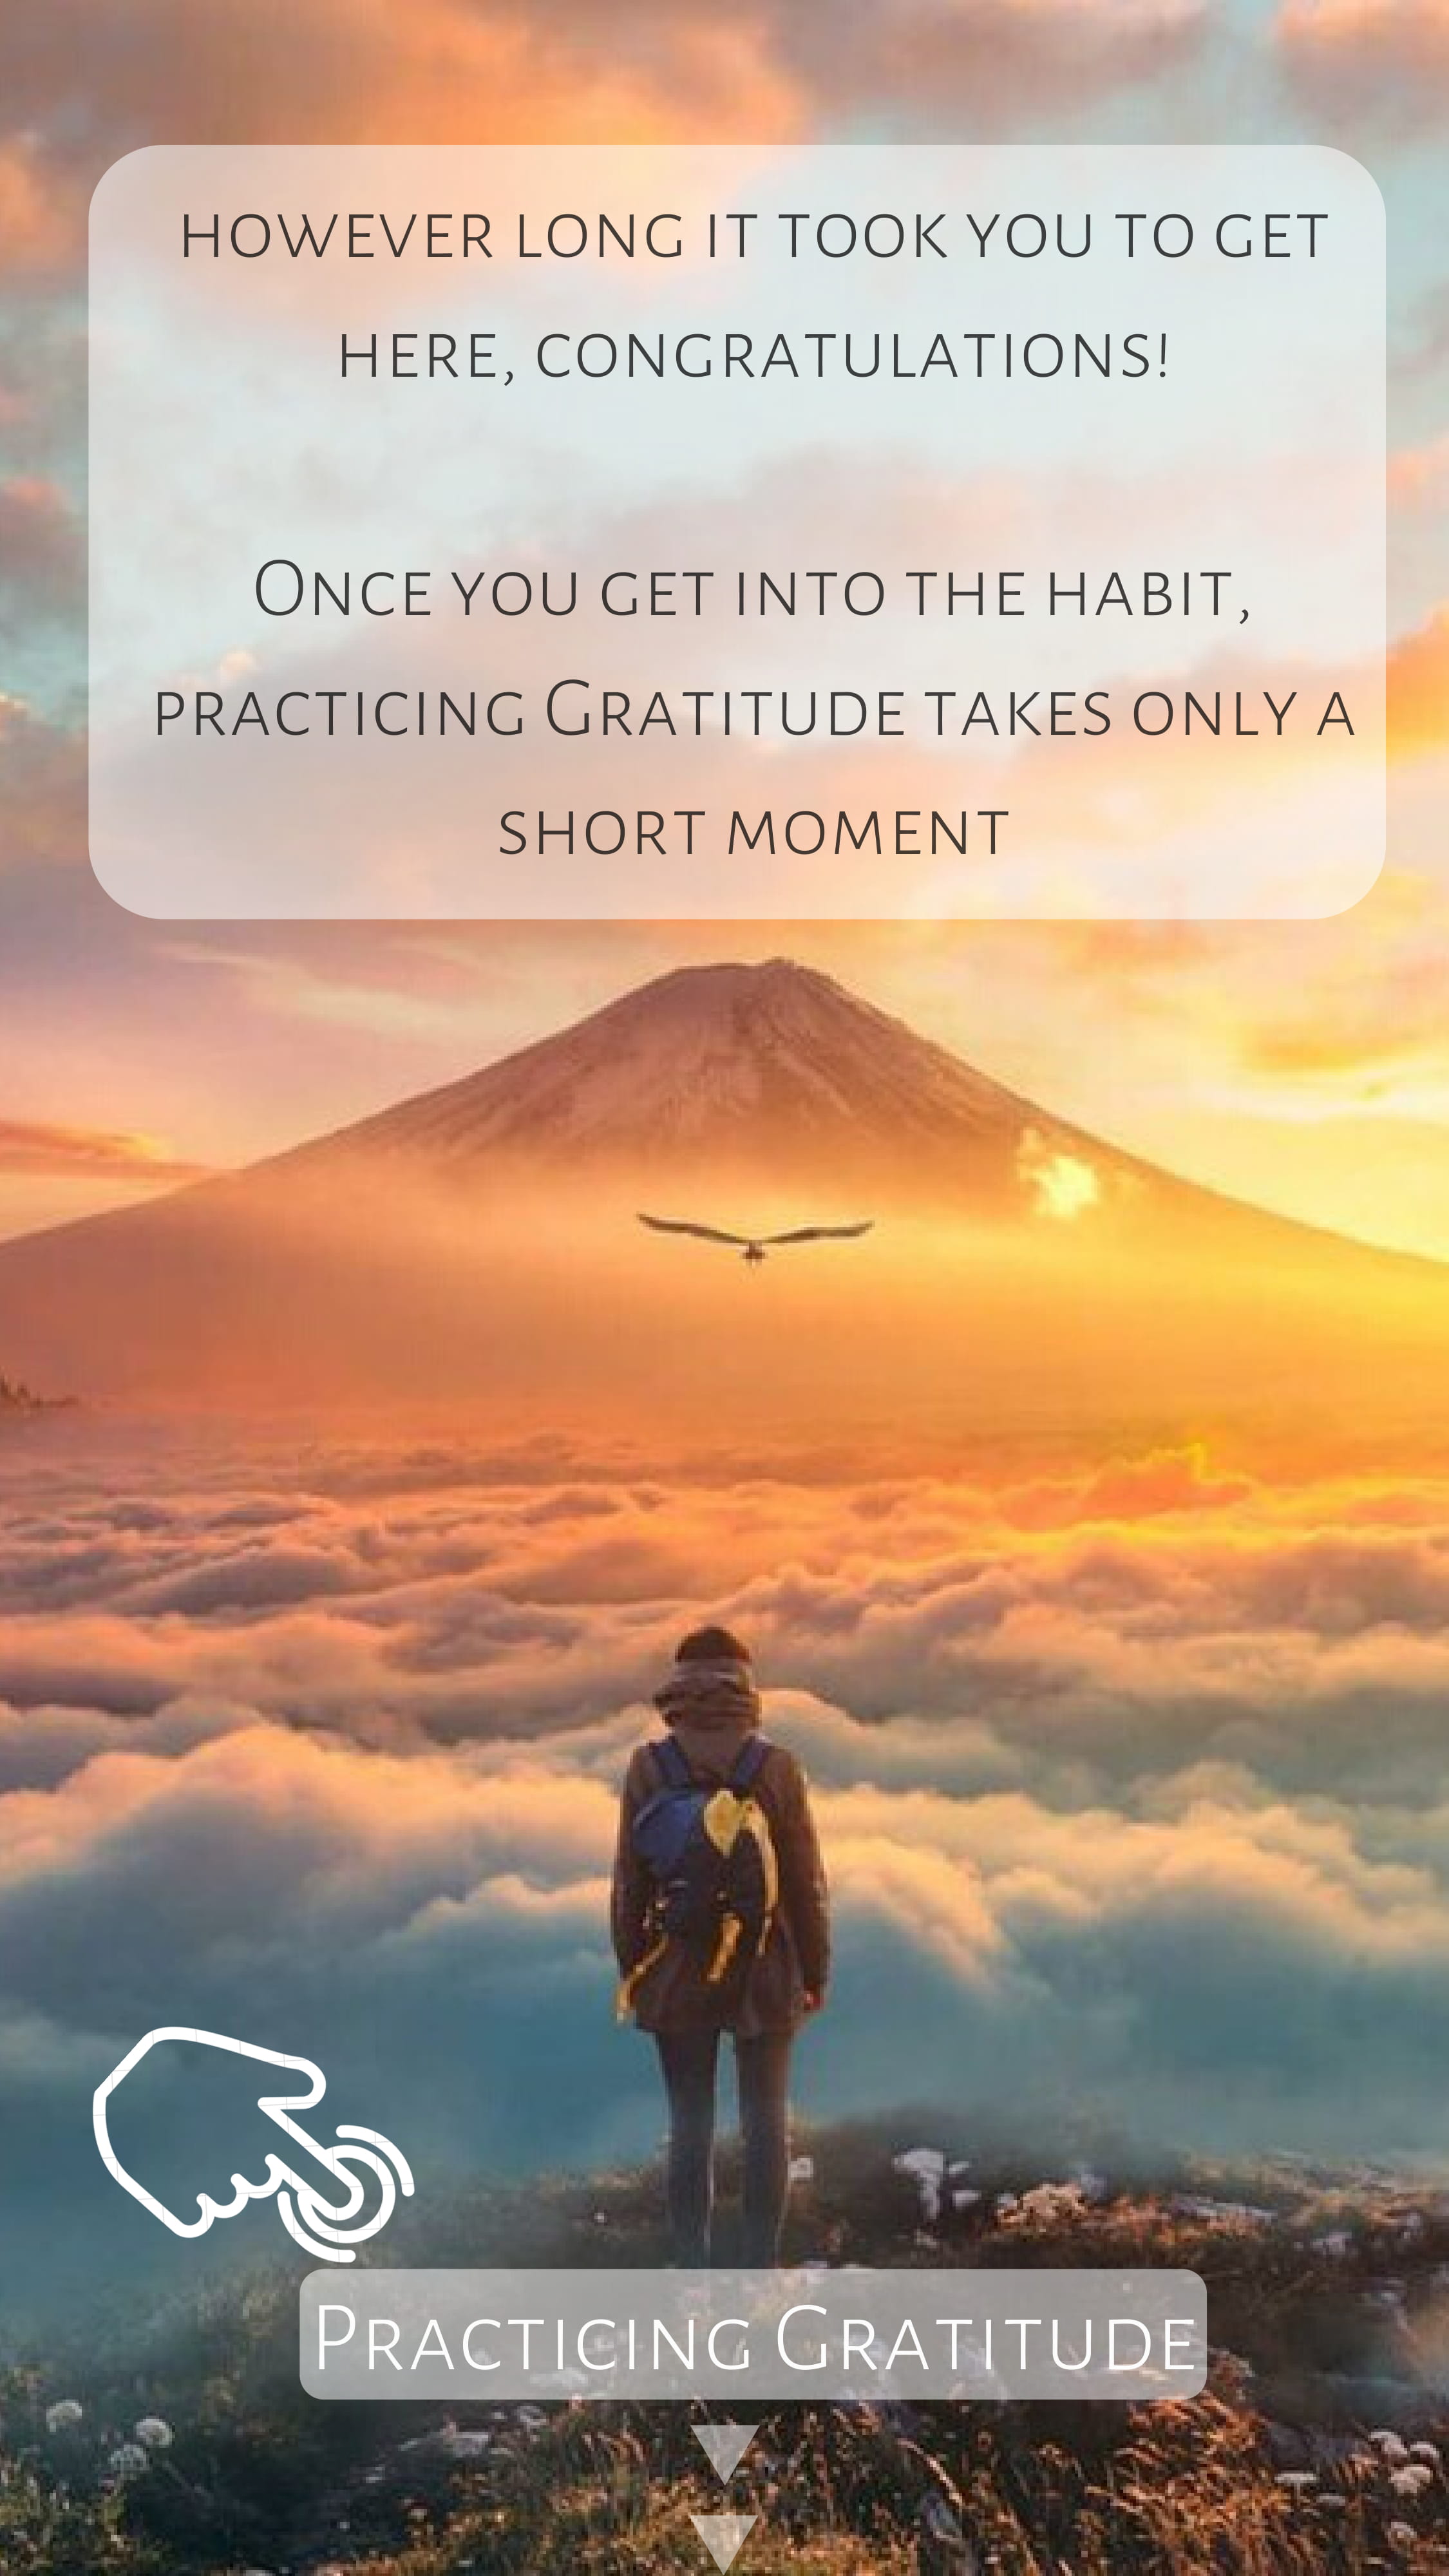 however long it took you to get
here, congratulations!
Once you get into the habit,
practicing Gratitude takes only a
short moment
Practicing Gratitude